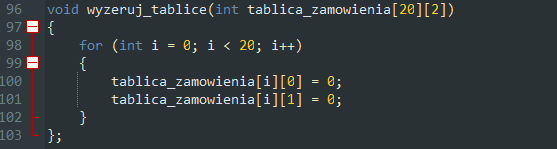 96 void wyzeruj_tablice(int tablica_zamowienia[20][2])
97 {
98     for (int i = 0; i < 20; i++)
99     {
100         tablica_zamowienia[i][0] = 0;
101         tablica_zamowienia[i][1] = 0;
102     }
103 };